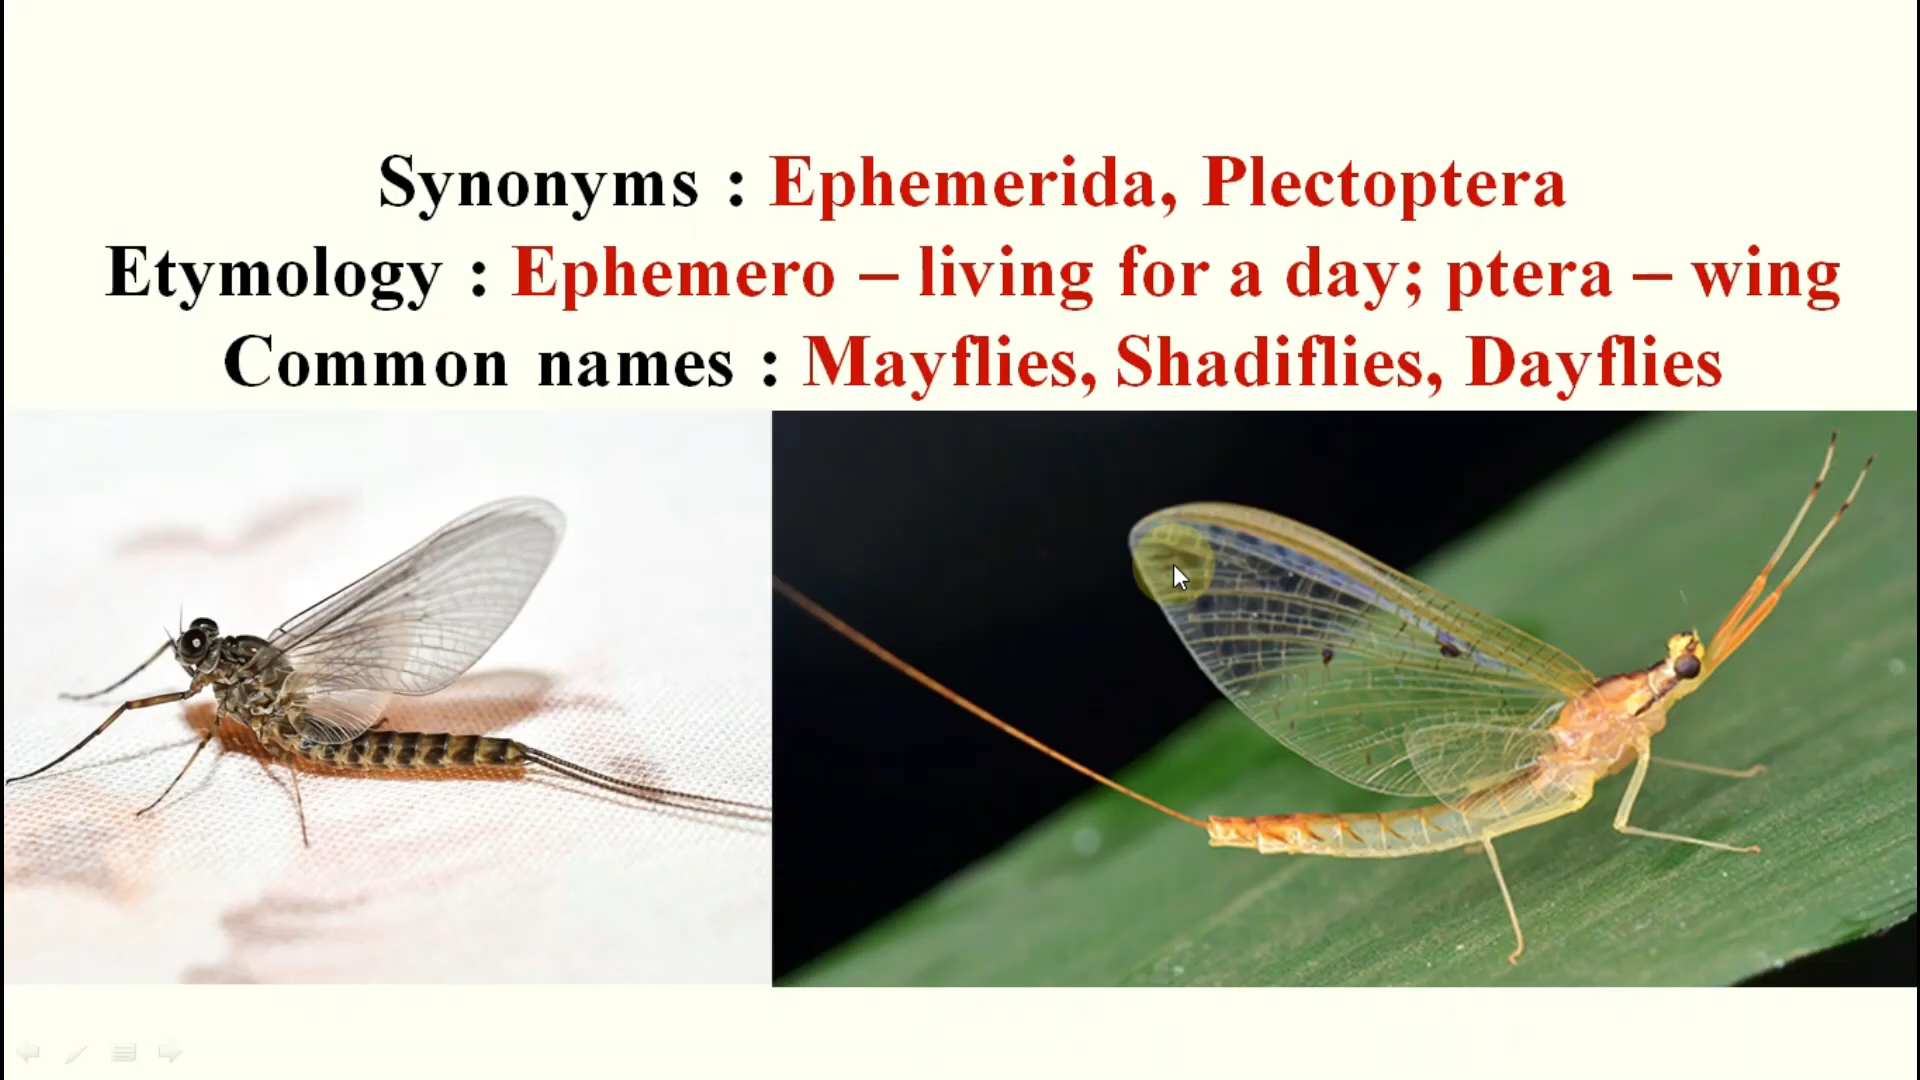 Synonyms : Ephemerida, Plectoptera
Etymology : Ephemero – living for a day; ptera – wing
Common names : Mayflies, Shadiflies, Dayflies